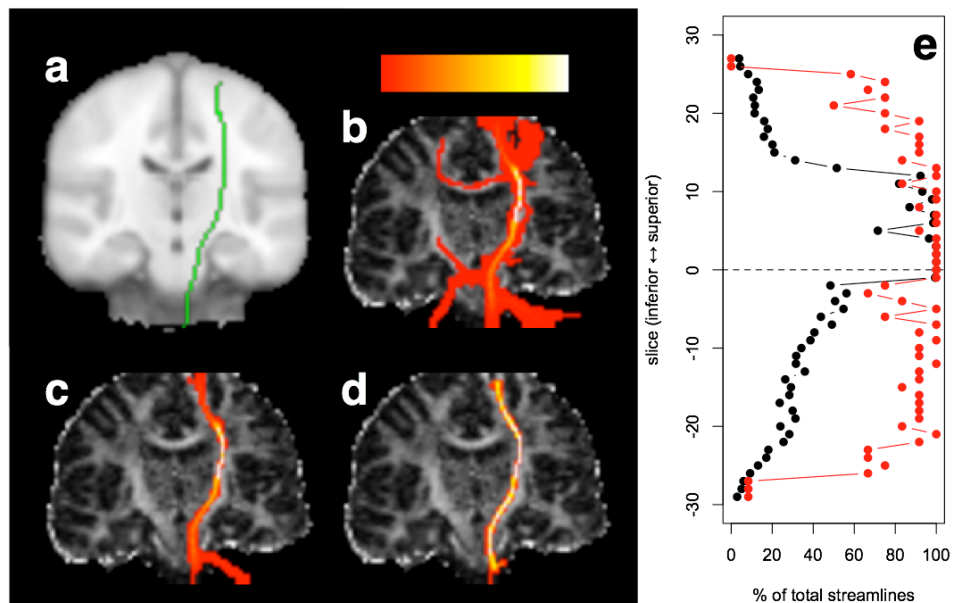 a
b
c
d
e
30
20
10
0
-10
-20
-30
slice (inferior ↔ superior)
0 20 40 60 80 100
% of total streamlines